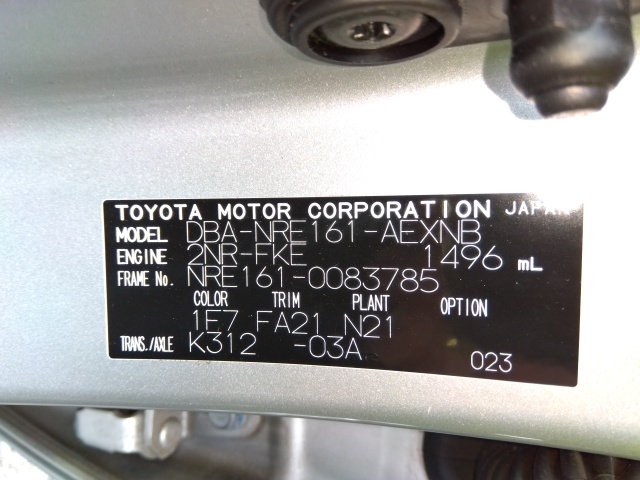 TOYOTA MOTOR CORPORATION JAPAN
MODEL DBA-NRE161-AEXNB
ENGINE 2NR-FKE 1496 mL
FRAME No. NRE161-0083785
COLOR TRIM PLANT OPTION
1F7 FA21 N21
TRANS./AXLE K312 -03A
023